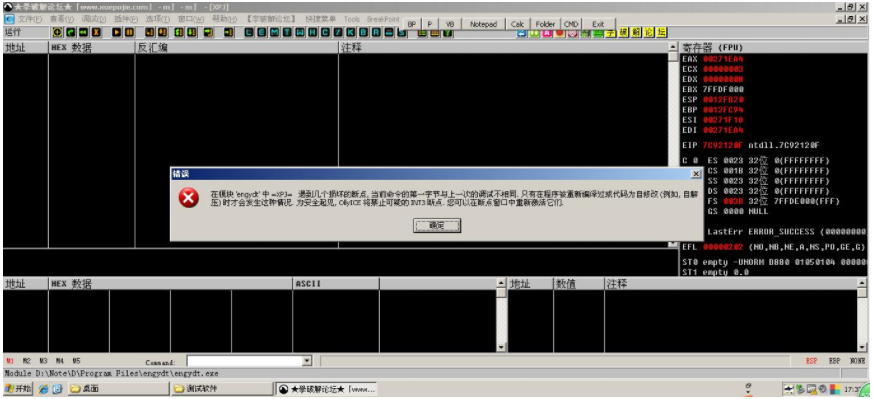 ★学破解论坛★ [www.xuepojie.com] - m] - m] - [XPJ]
文件(F) 查看(V) 调试(D) 插件(P) 选项(T) 窗口(W) 帮助(H) 【学破解论坛】 快捷菜单 Tools BreakPoint
BP P VB Notepad Calc Folder CMD Exit
运行
L E M T W H C / K B R ... S
学 破 解 论 坛
地址 HEX 数据 反汇编 注释
寄存器 (FPU)
EAX 00271EA4
ECX 00000003
EDX
EBX 7FFDF000
ESP 0012FB20
EBP 0012FC94
ESI 00271F10
EDI 00271EA4
EIP 7C92120F ntdll.7C92120F
C 0 ES 0023 32位 0(FFFFFFFF)
CS 001B 32位 0(FFFFFFFF)
SS 0023 32位 0(FFFFFFFF)
DS 0023 32位 0(FFFFFFFF)
FS 003B 32位 7FFDE000(FFF)
GS 0000 NULL
LastErr ERROR_SUCCESS (00000000
EFL 00000202 (NO,NB,NE,A,NS,PO,GE,G)
ST0 empty -UNORM D880 01050104 00000
ST1 empty 0.0
错误
在模块 'engydt' 中 =XPJ= 遇到几个损坏的断点, 当前命令的第一字节与上一次的调试不相同. 只有在程序被重新编译过或代码为自修改 (例如, 自解
压) 时才会发生这种情况. 为安全起见, OllyICE 将禁止可能的 INT3 断点. 您可以在断点窗口中重新激活它们.
确定
地址 HEX 数据 ASCII
地址 数值 注释
M1 M2 M3 M4 M5 Command:
ESP EBP NONE
Module D:\Note\D\Program Files\engydt\engydt.exe
开始 桌面 测试软件 ★学破解论坛★ [www...